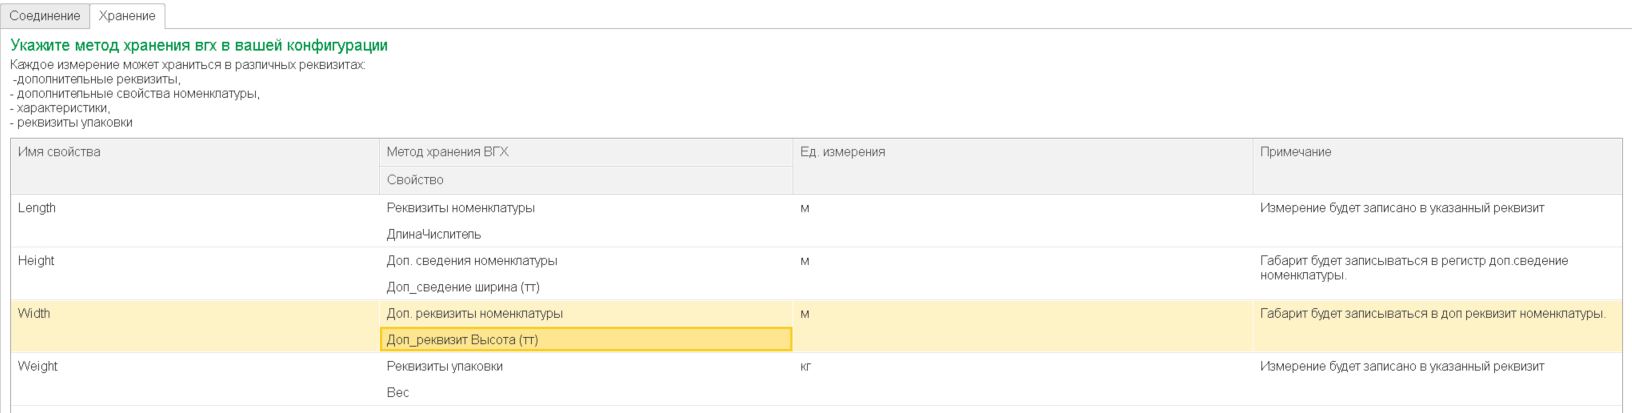 Соединение
Хранение
Укажите метод хранения вгх в вашей конфигурации
Каждое измерение может храниться в различных реквизитах:
-дополнительные реквизиты,
- дополнительные свойства номенклатуры,
- характеристики,
- реквизиты упаковки
Имя свойства
Метод хранения ВГХ
Ед. измерения
Примечание
Свойство
Length
Реквизиты номенклатуры
м
Измерение будет записано в указанный реквизит
ДлинаЧислитель
Height
Доп. сведения номенклатуры
м
Габарит будет записываться в регистр доп.сведение
номенклатуры.
Доп_сведение ширина (тт)
Width
Доп. реквизиты номенклатуры
м
Габарит будет записываться в доп реквизит номенклатуры.
Доп_реквизит Высота (тт)
Weight
Реквизиты упаковки
кг
Измерение будет записано в указанный реквизит
Вес